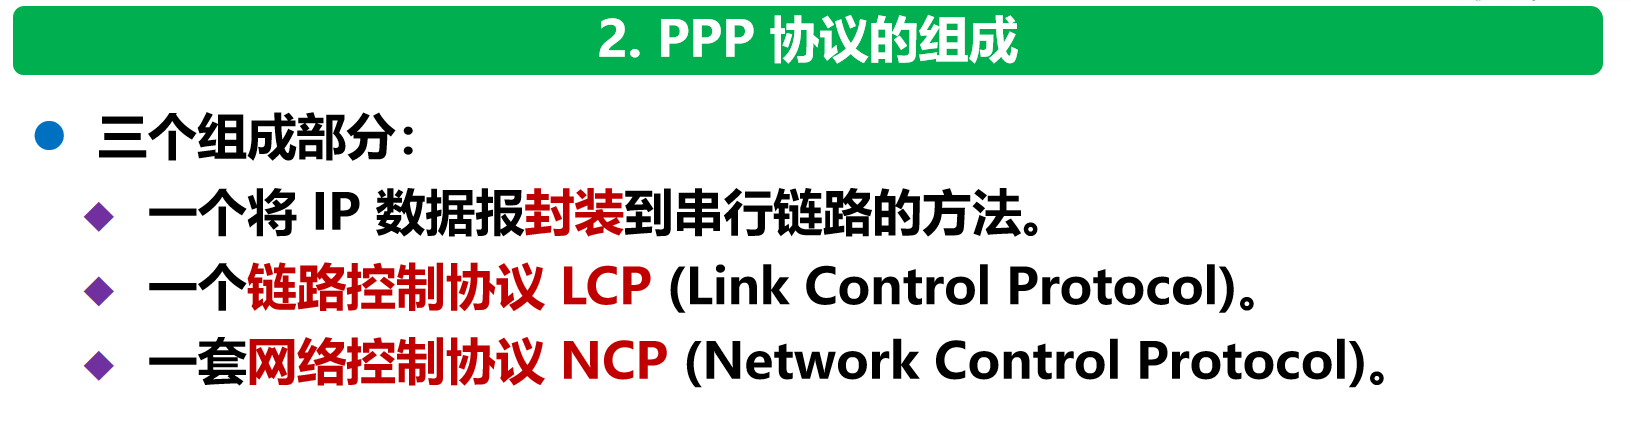 2. PPP 协议的组成
三个组成部分：
一个将 IP 数据报封装到串行链路的方法。
一个链路控制协议 LCP (Link Control Protocol)。
一套网络控制协议 NCP (Network Control Protocol)。